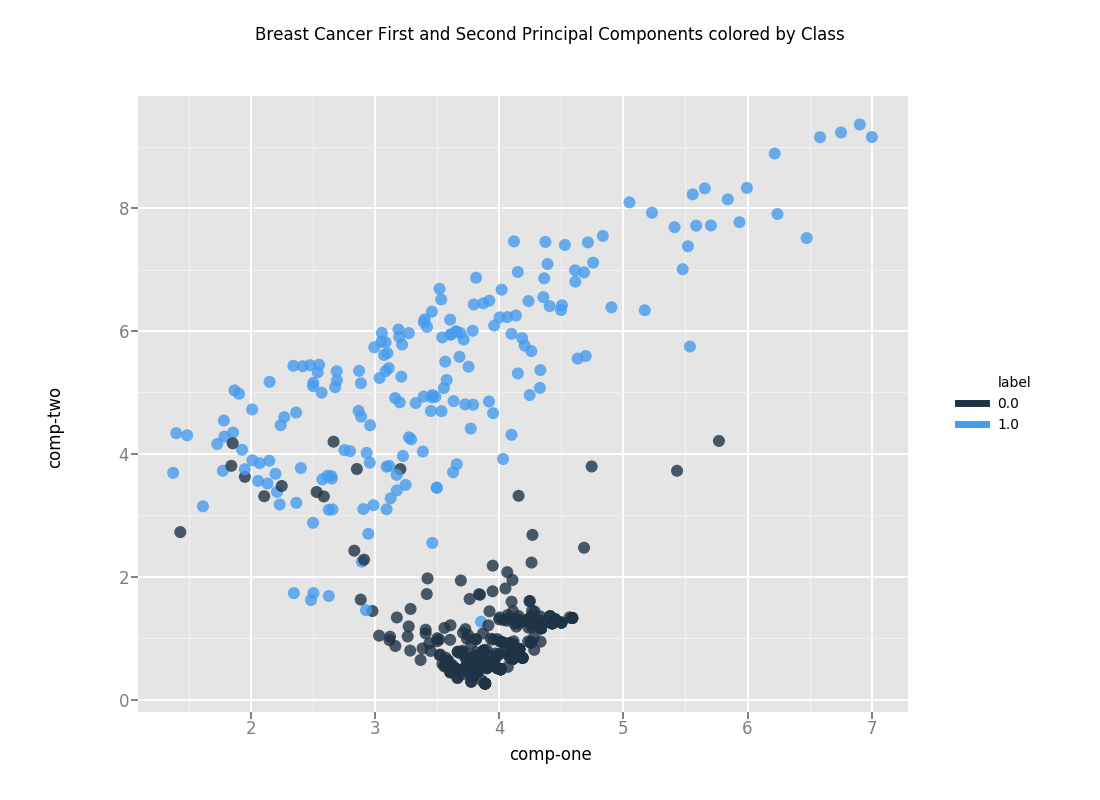 Breast Cancer First and Second Principal Components colored by Class
comp-two
8
6
4
2
0
2 3 4 5 6 7
comp-one
label
0.0
1.0